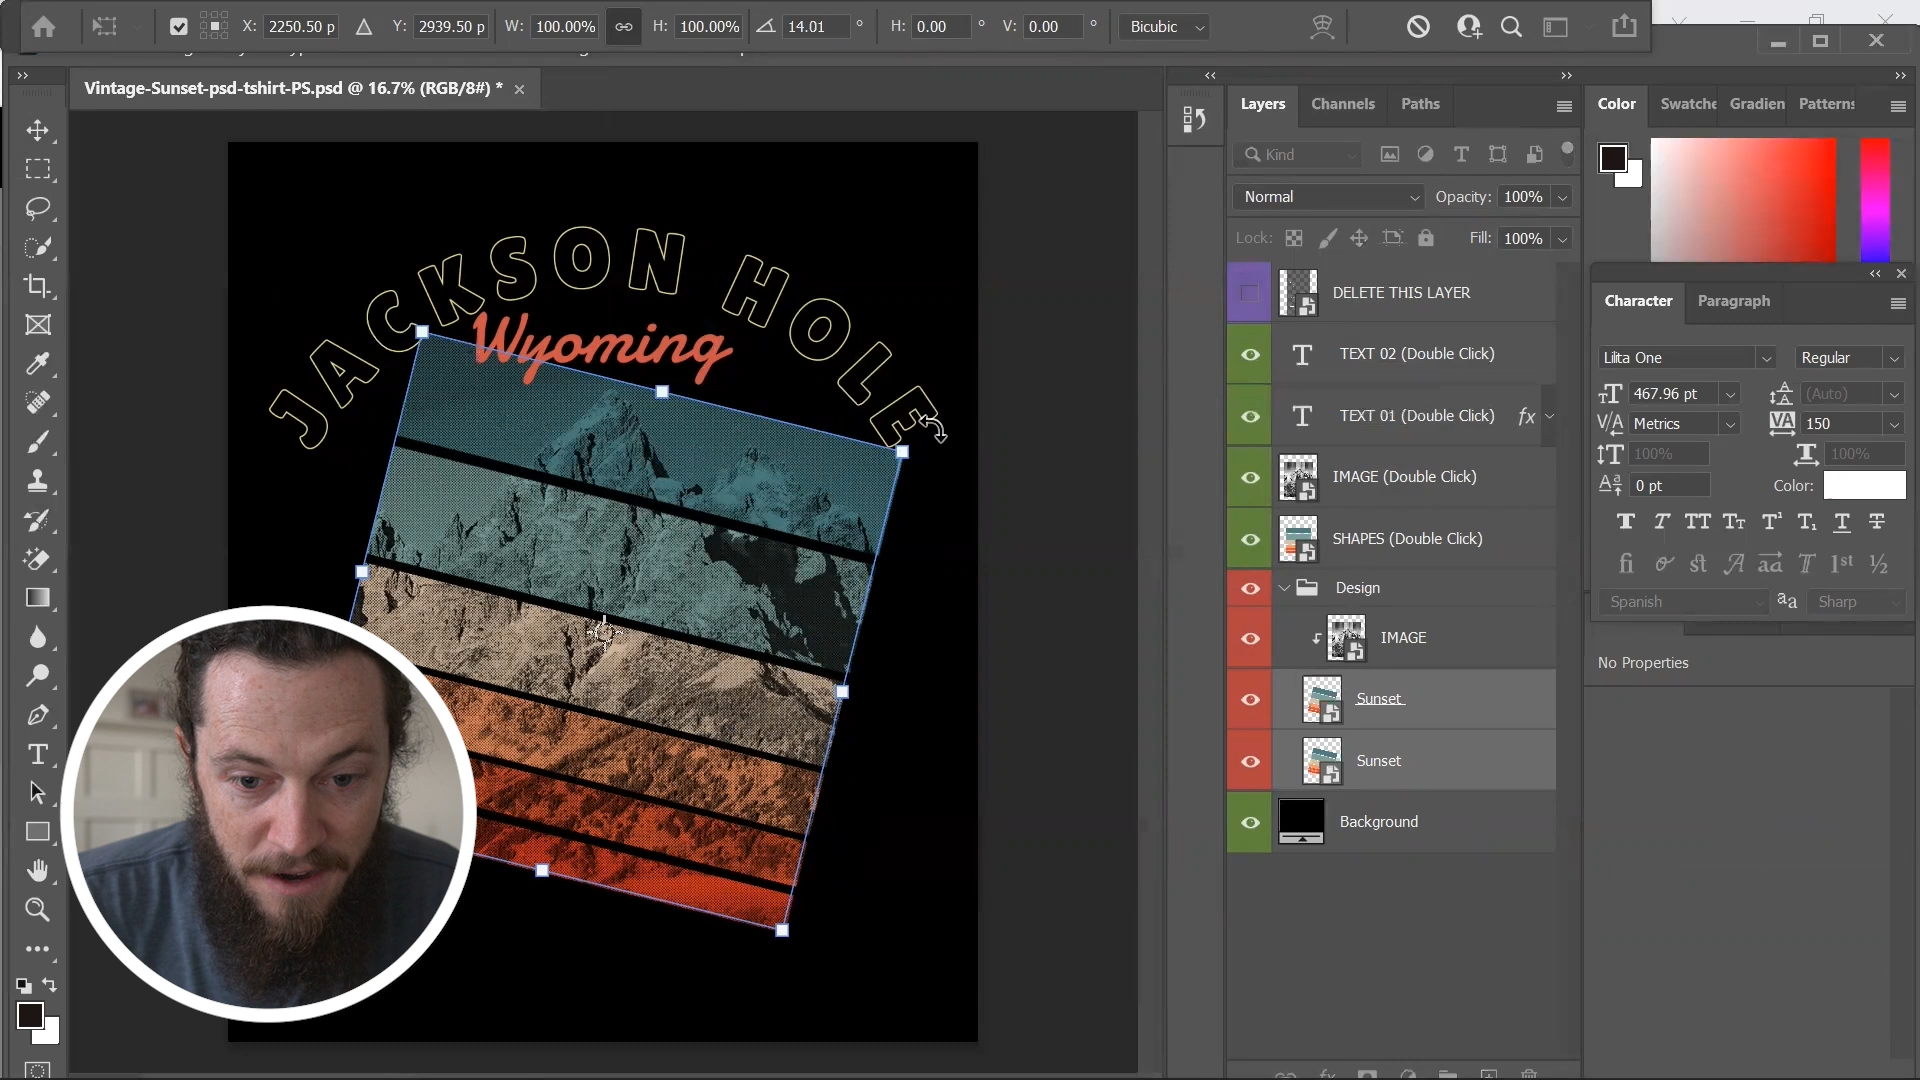 X: 2250.50 p Y: 2939.50 p W: 100.00% H: 100.00% 14.01 ° H: 0.00 ° V: 0.00 ° Bicubic
Vintage-Sunset-psd-tshirt-PS.psd @ 16.7% (RGB/8#) * ×
JACKSON HOLE
Wyoming
Layers Channels Paths
Kind
Normal Opacity: 100%
Lock: Fill: 100%
DELETE THIS LAYER
TEXT 02 (Double Click)
TEXT 01 (Double Click) fx
IMAGE (Double Click)
SHAPES (Double Click)
Design
IMAGE
Sunset
Sunset
Background
Color Swatche Gradien Patterns
Character Paragraph
Lilita One Regular
467.96 pt (Auto)
Metrics 150
100% 100%
0 pt Color:
Spanish aa Sharp
No Properties